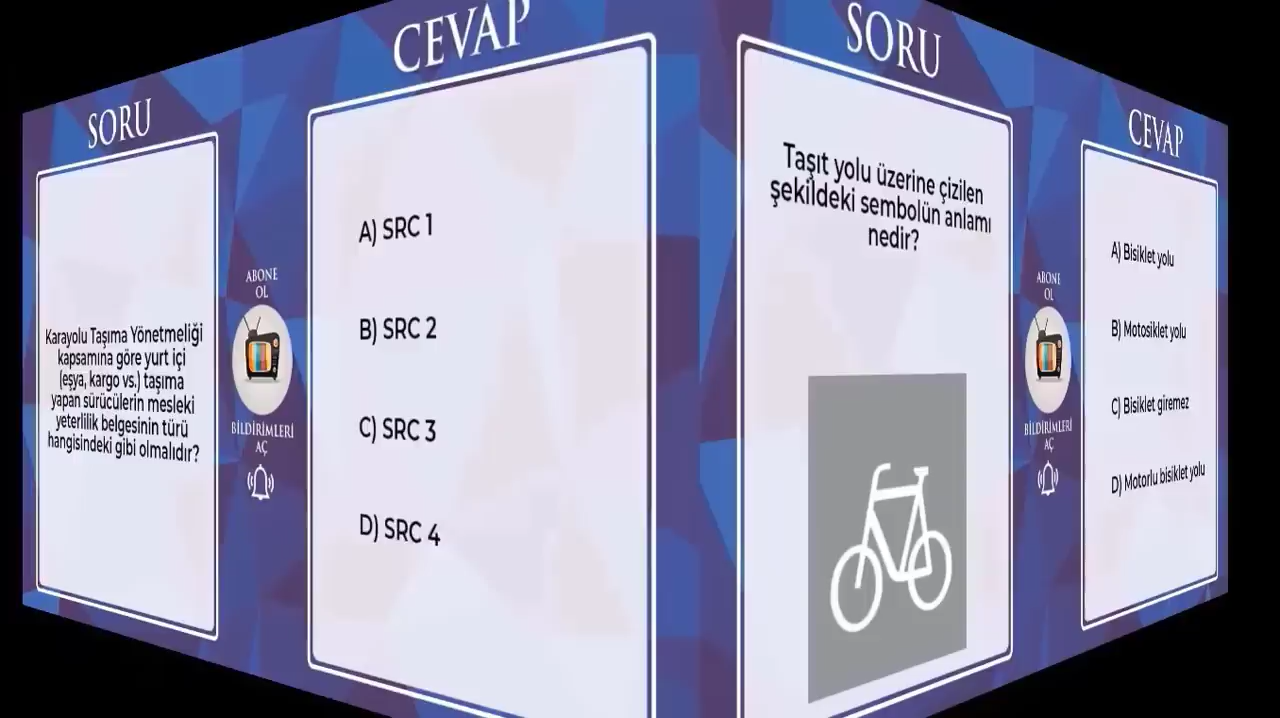 SORU
Karayolu Taşıma Yönetmeliği
kapsamına göre yurt içi
(eşya, kargo vs.) taşıma
yapan sürücülerin mesleki
yeterlilik belgesinin türü
hangisindeki gibi olmalıdır?
ABONE
OL
BİLDİRİMLERİ
AÇ
CEVAP
A) SRC 1
B) SRC 2
C) SRC 3
D) SRC 4
SORU
Taşıt yolu üzerine çizilen
şekildeki sembolün anlamı
nedir?
ABONE
OL
BİLDİRİMLERİ
AÇ
CEVAP
A) Bisiklet yolu
B) Motosiklet yolu
C) Bisiklet giremez
D) Motorlu bisiklet yolu